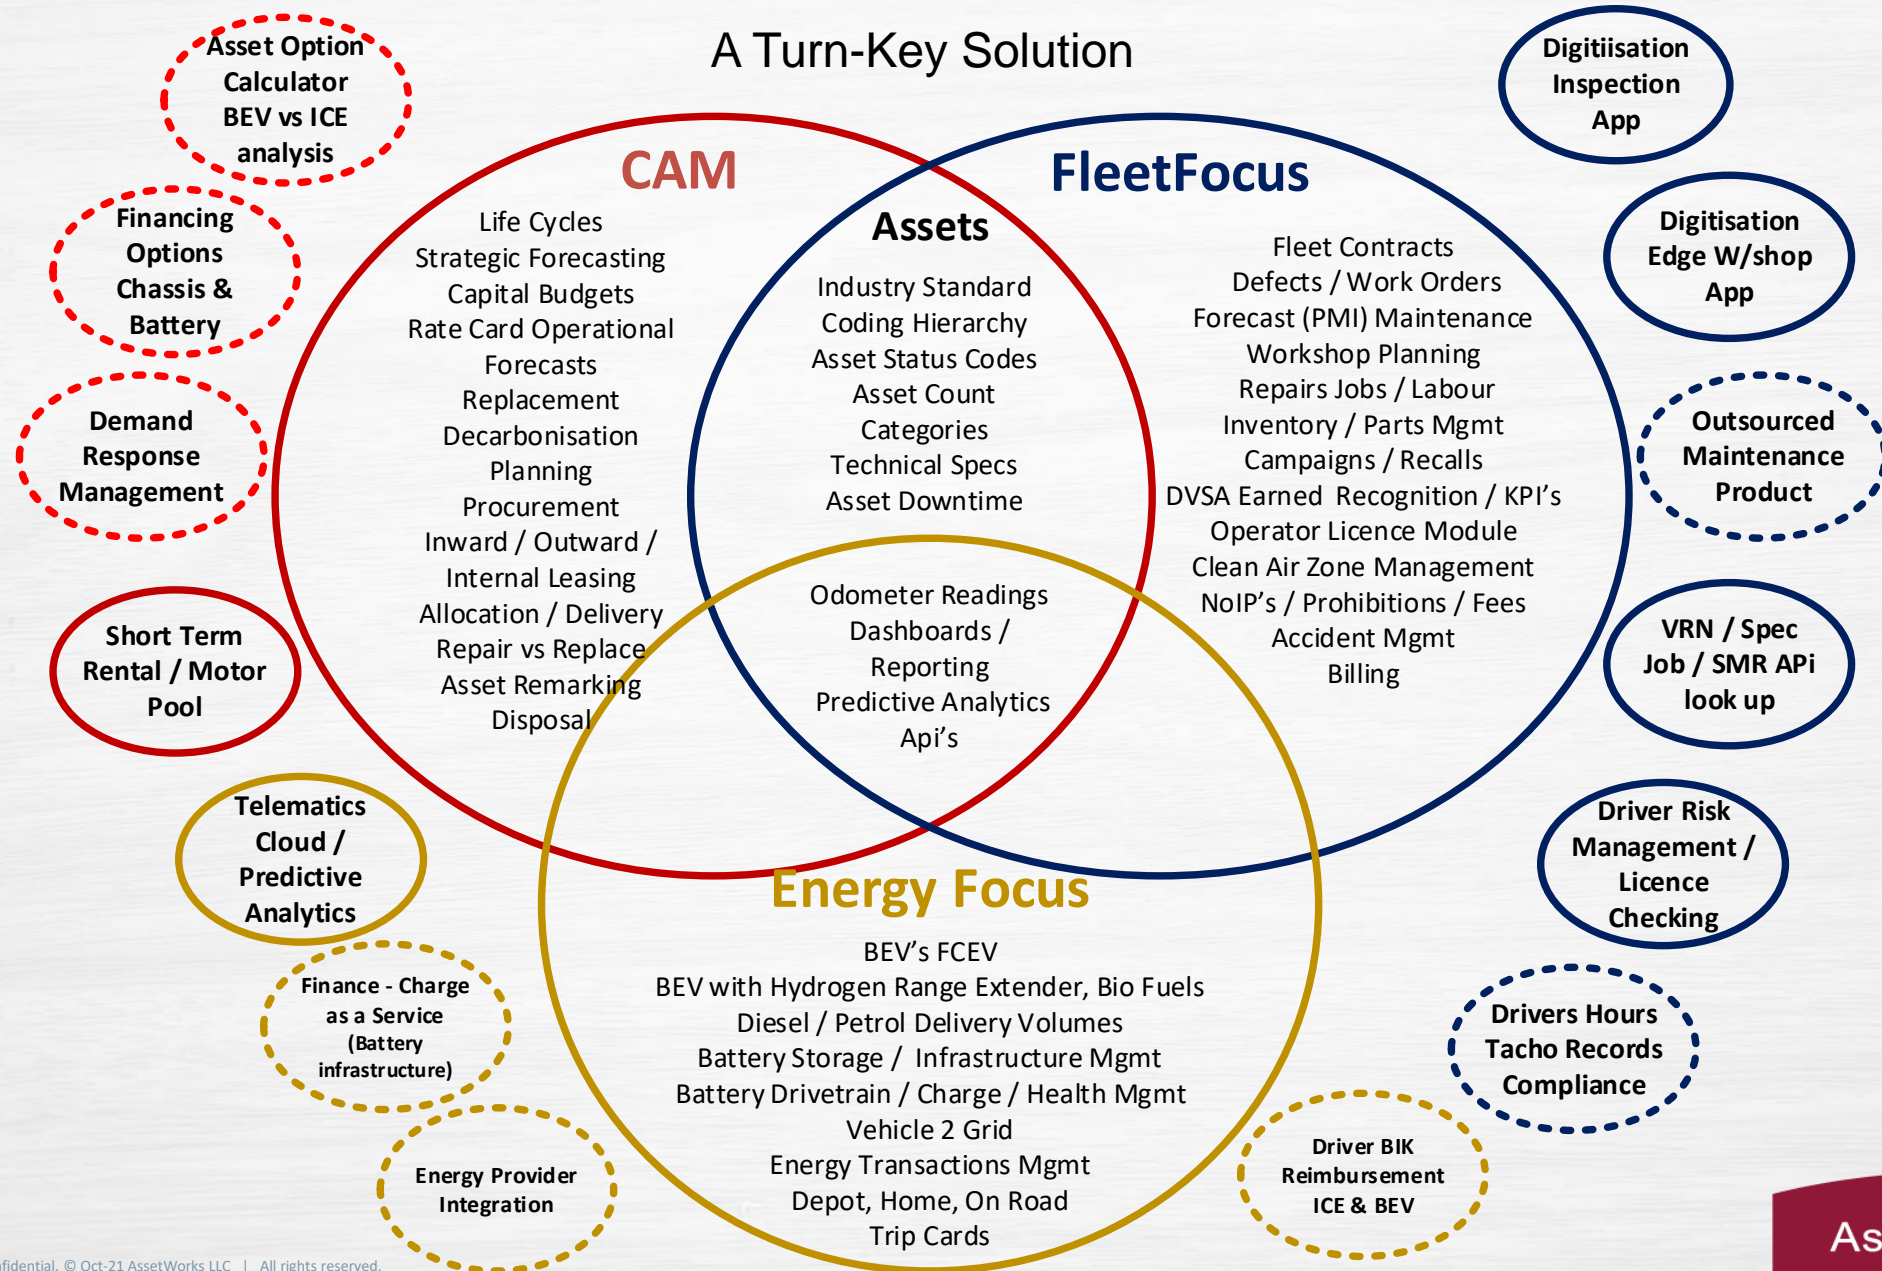 A Turn-Key Solution
Asset Option
Calculator
BEV vs ICE
analysis
Financing
Options
Chassis &
Battery
Demand
Response
Management
Short Term
Rental / Motor
Pool
Telematics
Cloud /
Predictive
Analytics
Finance - Charge
as a Service
(Battery
infrastructure)
Energy Provider
Integration
CAM
Life Cycles
Strategic Forecasting
Capital Budgets
Rate Card Operational
Forecasts
Replacement
Decarbonisation
Planning
Procurement
Inward / Outward /
Internal Leasing
Allocation / Delivery
Repair vs Replace
Asset Remarking
Disposal
Assets
Industry Standard
Coding Hierarchy
Asset Status Codes
Asset Count
Categories
Technical Specs
Asset Downtime
Odometer Readings
Dashboards /
Reporting
Predictive Analytics
Api's
FleetFocus
Fleet Contracts
Defects / Work Orders
Forecast (PMI) Maintenance
Workshop Planning
Repairs Jobs / Labour
Inventory / Parts Mgmt
Campaigns / Recalls
DVSA Earned Recognition / KPI's
Operator Licence Module
Clean Air Zone Management
NoIP's / Prohibitions / Fees
Accident Mgmt
Billing
Energy Focus
BEV's FCEV
BEV with Hydrogen Range Extender, Bio Fuels
Diesel / Petrol Delivery Volumes
Battery Storage / Infrastructure Mgmt
Battery Drivetrain / Charge / Health Mgmt
Vehicle 2 Grid
Energy Transactions Mgmt
Depot, Home, On Road
Trip Cards
Digitiisation
Inspection
App
Digitisation
Edge W/shop
App
Outsourced
Maintenance
Product
VRN / Spec
Job / SMR APi
look up
Driver Risk
Management /
Licence
Checking
Drivers Hours
Tacho Records
Compliance
Driver BIK
Reimbursement
ICE & BEV
nfidential. © Oct-21 AssetWorks LLC | All rights reserved.
As